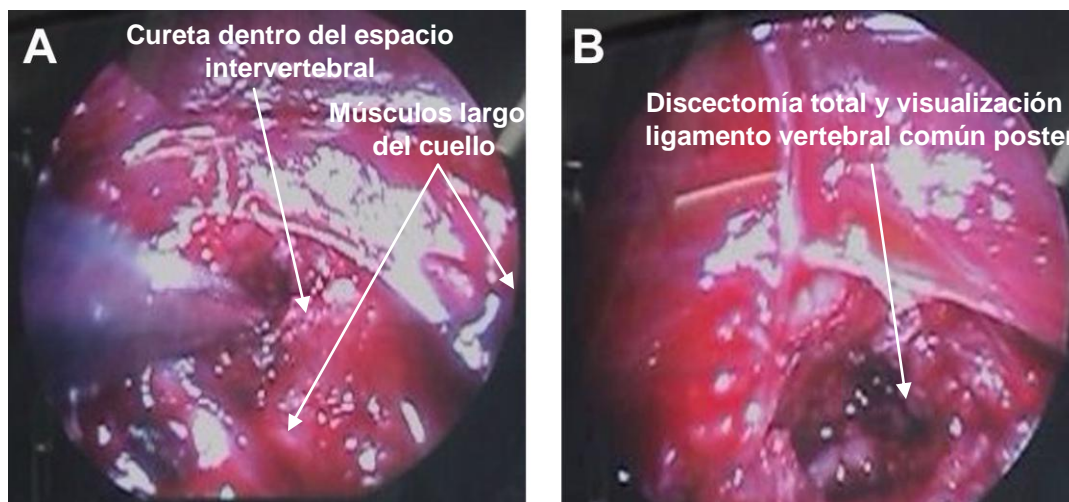 A
Cureta dentro del espacio
intervertebral
Músculos largo
del cuello
B
Discectomía total y visualización
ligamento vertebral común poster